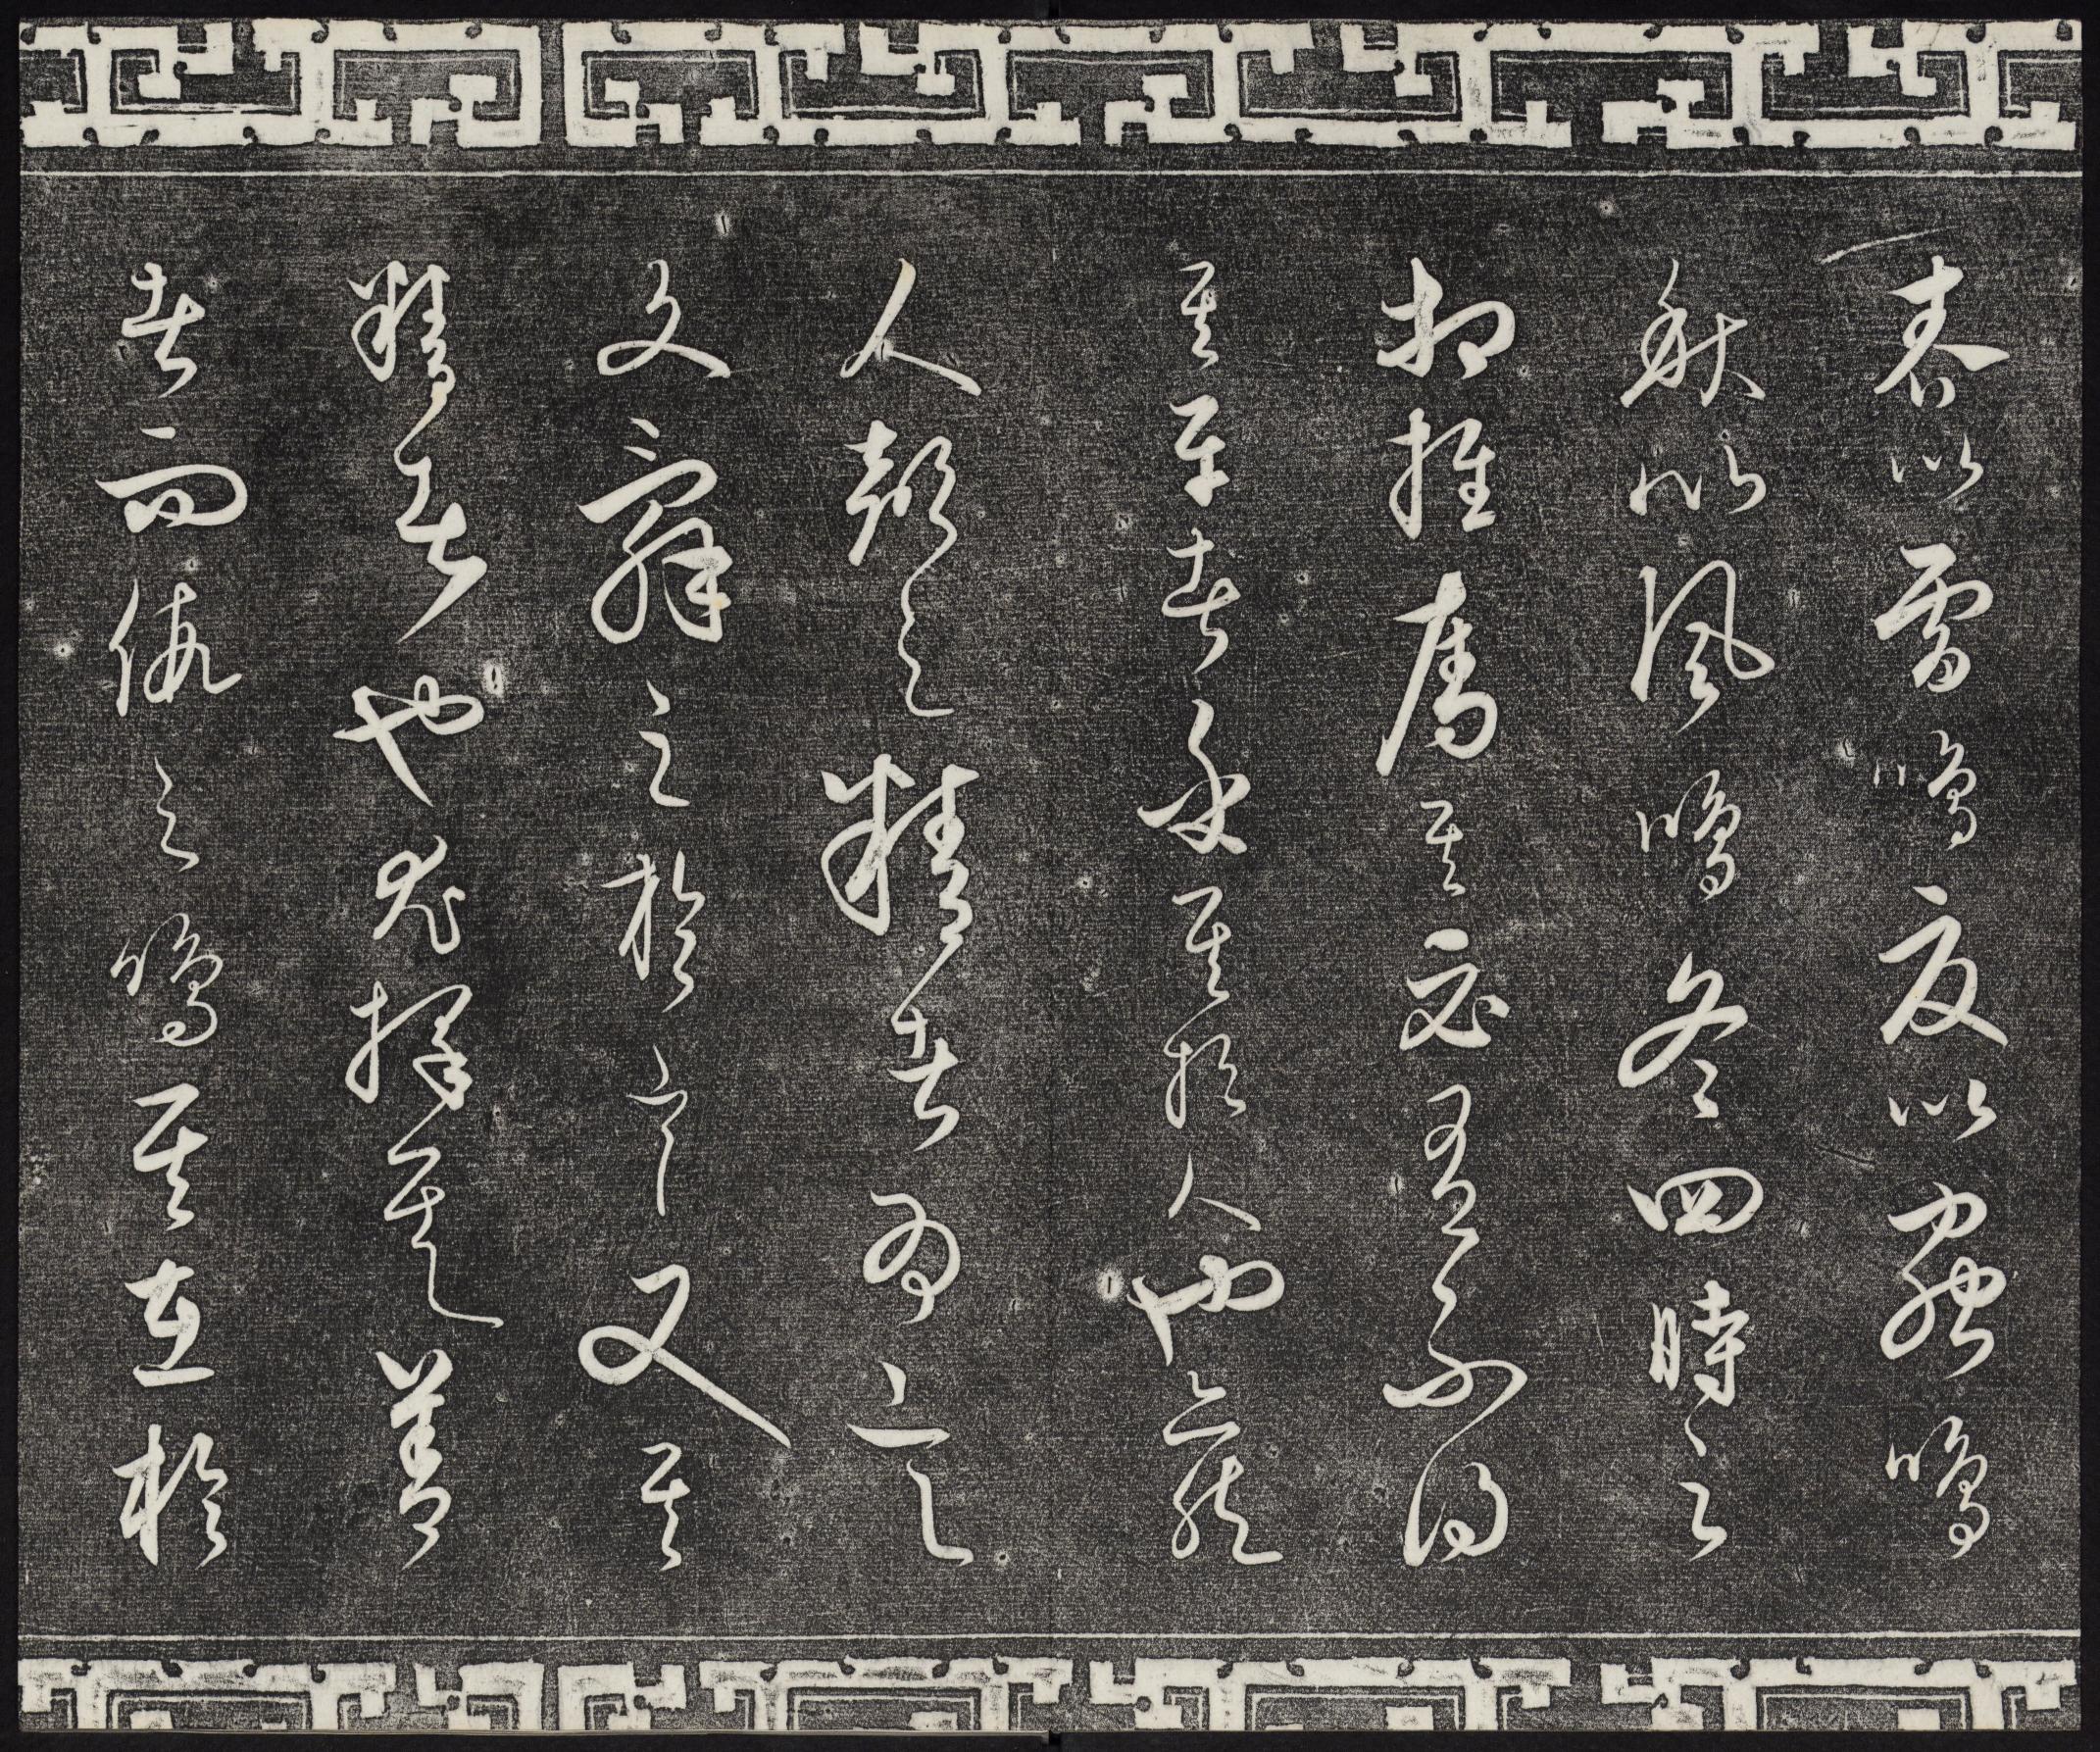 春以雷鳴夏以蟲鳴
秋以風鳴冬四時之
相推奪其必有不得
其平者矣其於人也亦然
人聲之精者為言
文辭之於言又其
精者也尤擇其善
者而假之鳴其在於